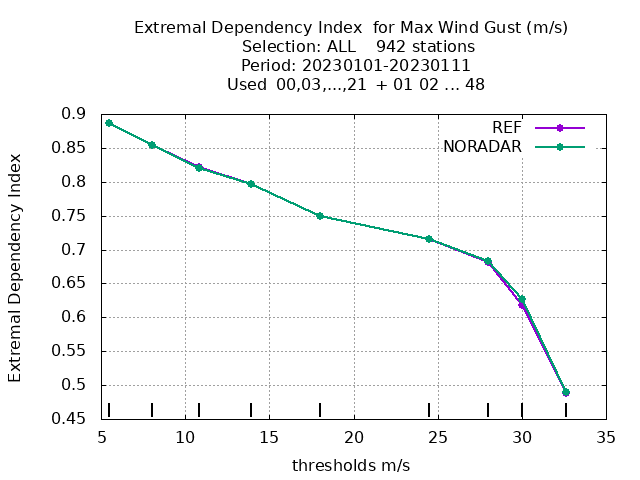 Extremal Dependency Index  for Max Wind Gust (m/s)
Selection: ALL    942 stations
Period: 20230101-20230111
Used  00,03,...,21  + 01 02 ... 48
REF
NORADAR
0.9
0.85
0.8
0.75
0.7
0.65
0.6
0.55
0.5
0.45
Extremal Dependency Index
5 10 15 20 25 30 35
thresholds m/s